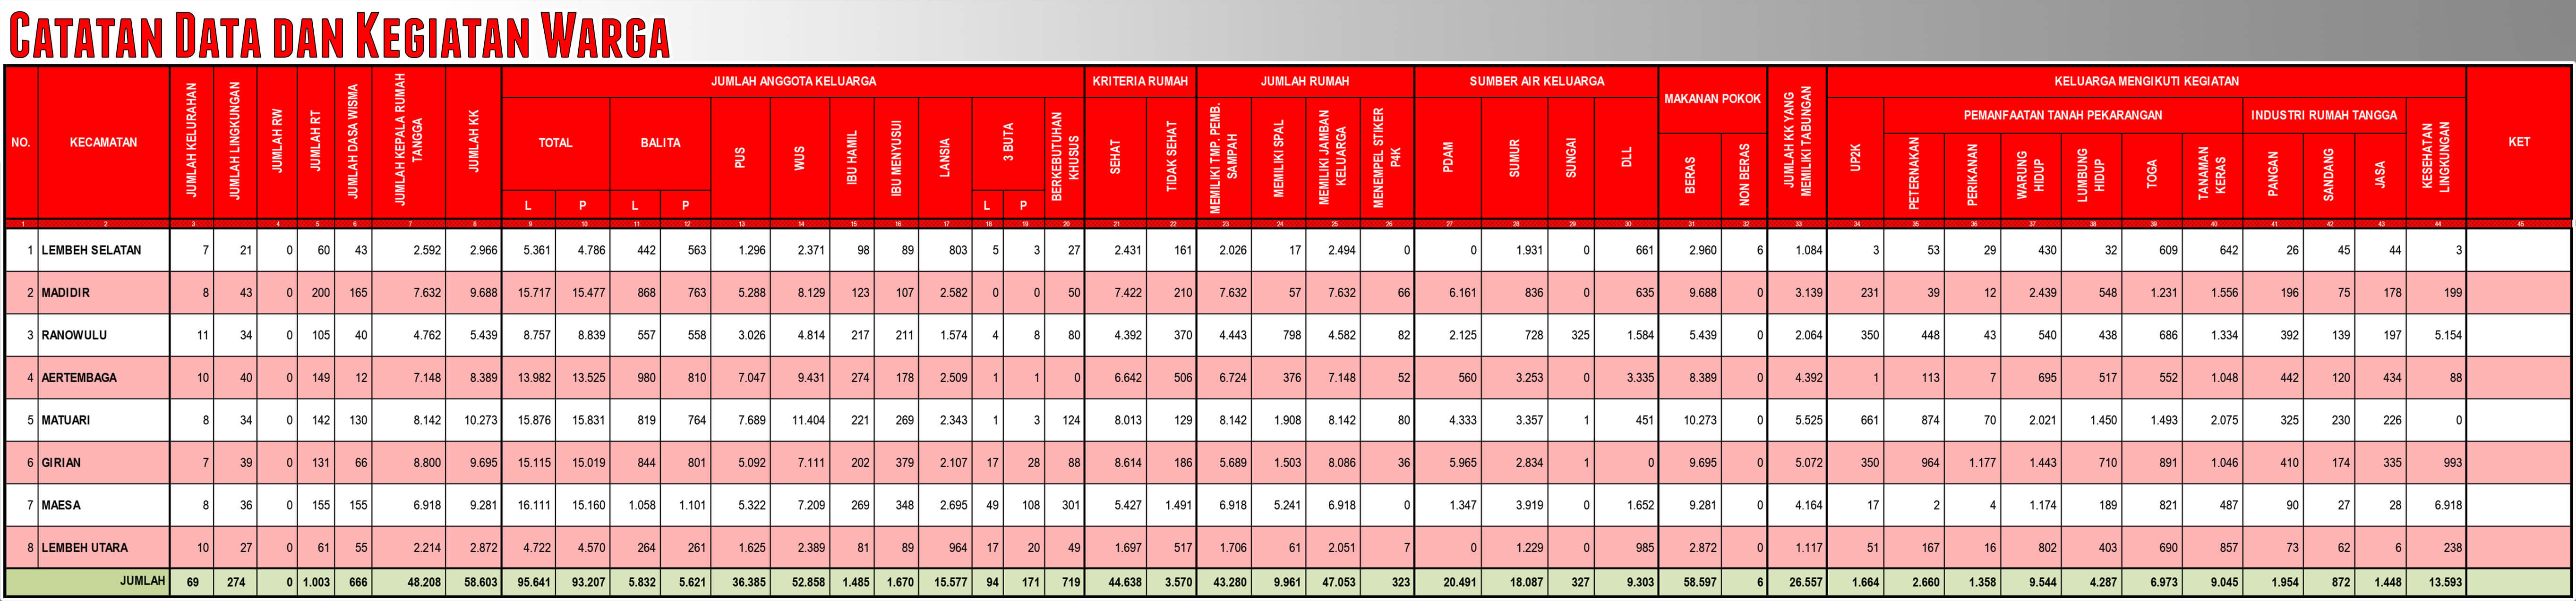 CATATAN DATA DAN KEGIATAN WARGA
NO. KECAMATAN JUMLAH KELURAHAN JUMLAH LINGKUNGAN JUMLAH RW JUMLAH RT JUMLAH DASA WISMA JUMLAH KEPALA RUMAH TANGGA JUMLAH KK JUMLAH ANGGOTA KELUARGA KRITERIA RUMAH JUMLAH RUMAH SUMBER AIR KELUARGA MAKANAN POKOK JUMLAH KK YANG MEMILIKI TABUNGAN KELUARGA MENGIKUTI KEGIATAN KET
TOTAL BALITA PUS WUS IBU HAMIL IBU MENYUSUI LANSIA 3 BUTA BERKEBUTUHAN KHUSUS SEHAT TIDAK SEHAT MEMILIKI TMP. PEMB. SAMPAH MEMILIKI SPAL MEMILIKI JAMBAN KELUARGA MENEMPEL STIKER P4K PDAM SUMUR SUNGAI DLL BERAS NON BERAS UP2K PEMANFAATAN TANAH PEKARANGAN INDUSTRI RUMAH TANGGA KESEHATAN LINGKUNGAN
PETERNAKAN PERIKANAN WARUNG HIDUP LUMBUNG HIDUP TOGA TANAMAN KERAS PANGAN SANDANG JASA
L P L P L P
1 2 3 4 5 6 7 8 9 10 11 12 13 14 15 16 17 18 19 20 21 22 23 24 25 26 27 28 29 30 31 32 33 34 35 36 37 38 39 40 41 42 43 44 45
1 LEMBEH SELATAN 7 21 0 60 43 2.592 2.966 5.361 4.786 442 563 1.296 2.371 98 89 803 5 3 27 2.431 161 2.026 17 2.494 0 0 1.931 0 661 2.960 6 1.084 3 53 29 430 32 609 642 26 45 44 3
2 MADIDIR 8 43 0 200 165 7.632 9.688 15.717 15.477 868 763 5.288 8.129 123 107 2.582 0 0 50 7.422 210 7.632 57 7.632 66 6.161 836 0 635 9.688 0 3.139 231 39 12 2.439 548 1.231 1.556 196 75 178 199
3 RANOWULU 11 34 0 105 40 4.762 5.439 8.757 8.839 557 558 3.026 4.814 217 211 1.574 4 8 80 4.392 370 4.443 798 4.582 82 2.125 728 325 1.584 5.439 0 2.064 350 448 43 540 438 686 1.334 392 139 197 5.154
4 AERTEMBAGA 10 40 0 149 12 7.148 8.389 13.982 13.525 980 810 7.047 9.431 274 178 2.509 1 1 0 6.642 506 6.724 376 7.148 52 560 3.253 0 3.335 8.389 0 4.392 1 113 7 695 517 552 1.048 442 120 434 88
5 MATUARI 8 34 0 142 130 8.142 10.273 15.876 15.831 819 764 7.689 11.404 221 269 2.343 1 3 124 8.013 129 8.142 1.908 8.142 80 4.333 3.357 1 451 10.273 0 5.525 661 874 70 2.021 1.450 1.493 2.075 325 230 226 0
6 GIRIAN 7 39 0 131 66 8.800 9.695 15.115 15.019 844 801 5.092 7.111 202 379 2.107 17 28 88 8.614 186 5.689 1.503 8.086 36 5.965 2.834 1 0 9.695 0 5.072 350 964 1.177 1.443 710 891 1.046 410 174 335 993
7 MAESA 8 36 0 155 155 6.918 9.281 16.111 15.160 1.058 1.101 5.322 7.209 269 348 2.695 49 108 301 5.427 1.491 6.918 5.241 6.918 0 1.347 3.919 0 1.652 9.281 0 4.164 17 2 4 1.174 189 821 487 90 27 28 6.918
8 LEMBEH UTARA 10 27 0 61 55 2.214 2.872 4.722 4.570 264 261 1.625 2.389 81 89 964 17 20 49 1.697 517 1.706 61 2.051 7 0 1.229 0 985 2.872 0 1.117 51 167 16 802 403 690 857 73 62 6 238
JUMLAH 69 274 0 1.003 666 48.208 58.603 95.641 93.207 5.832 5.621 36.385 52.858 1.485 1.670 15.577 94 171 719 44.638 3.570 43.280 9.961 47.053 323 20.491 18.087 327 9.303 58.597 6 26.557 1.664 2.660 1.358 9.544 4.287 6.973 9.045 1.954 872 1.448 13.593